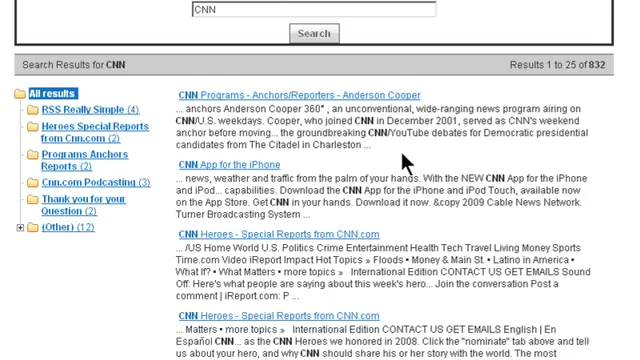 CNN
Search
Search Results for CNN
Results 1 to 25 of 832
All results
RSS Really Simple (4)
Heroes Special Reports
from Cnn.com (2)
Programs Anchors
Reports (2)
Cnn.com Podcasting (3)
Thank you for your
Question (2)
(Other) (12)
CNN Programs - Anchors/Reporters - Anderson Cooper
... anchors Anderson Cooper 360° , an unconventional, wide-ranging news program airing on
CNN/U.S. weekdays. Cooper, who joined CNN in December 2001, served as CNN's weekend
anchor before moving... the groundbreaking CNN/YouTube debates for Democratic presidential
candidates from The Citadel in Charleston ...
CNN App for the iPhone
... news, weather and traffic from the palm of your hands. With the NEW CNN App for the iPhone
and iPod... capabilities. Download the CNN App for the iPhone and iPod Touch, available now
on the App Store. Get CNN in your hands. Download it now. &copy 2009 Cable News Network.
Turner Broadcasting System ...
CNN Heroes - Special Reports from CNN.com
... /US Home World U.S. Politics Crime Entertainment Health Tech Travel Living Money Sports
Time.com Video iReport Impact Hot Topics » Floods • Money & Main St. • Latino in America •
What If? • What Matters • more topics » International Edition CONTACT US GET EMAILS Sound
Off: Here's what people are saying about this week's hero... Join the conversation Post a
comment | iReport.com: P ...
CNN Heroes - Special Reports from CNN.com
... Matters • more topics » International Edition CONTACT US GET EMAILS English | En
Español CNN... as the CNN Heroes we honored in 2008. Click the "nominate" tab above and tell
us about your hero, and why CNN should share his or her story with the world. The most